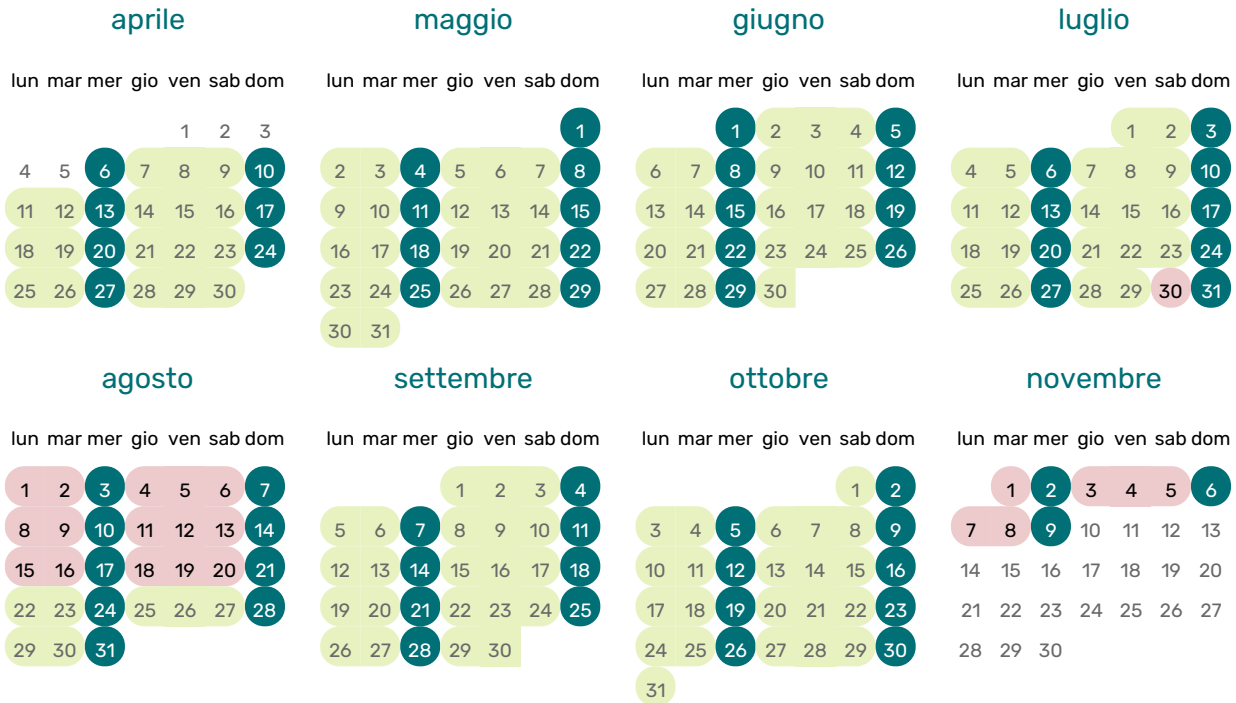 aprile
lun mar mer gio ven sab dom
1 2 3
4 5 6 7 8 9 10
11 12 13 14 15 16 17
18 19 20 21 22 23 24
25 26 27 28 29 30
maggio
lun mar mer gio ven sab dom
1
2 3 4 5 6 7 8
9 10 11 12 13 14 15
16 17 18 19 20 21 22
23 24 25 26 27 28 29
30 31
giugno
lun mar mer gio ven sab dom
1 2 3 4 5
6 7 8 9 10 11 12
13 14 15 16 17 18 19
20 21 22 23 24 25 26
27 28 29 30
luglio
lun mar mer gio ven sab dom
1 2 3
4 5 6 7 8 9 10
11 12 13 14 15 16 17
18 19 20 21 22 23 24
25 26 27 28 29 30 31
agosto
lun mar mer gio ven sab dom
1 2 3 4 5 6 7
8 9 10 11 12 13 14
15 16 17 18 19 20 21
22 23 24 25 26 27 28
29 30 31
settembre
lun mar mer gio ven sab dom
1 2 3 4
5 6 7 8 9 10 11
12 13 14 15 16 17 18
19 20 21 22 23 24 25
26 27 28 29 30
ottobre
lun mar mer gio ven sab dom
1 2
3 4 5 6 7 8 9
10 11 12 13 14 15 16
17 18 19 20 21 22 23
24 25 26 27 28 29 30
31
novembre
lun mar mer gio ven sab dom
1 2 3 4 5 6
7 8 9 10 11 12 13
14 15 16 17 18 19 20
21 22 23 24 25 26 27
28 29 30